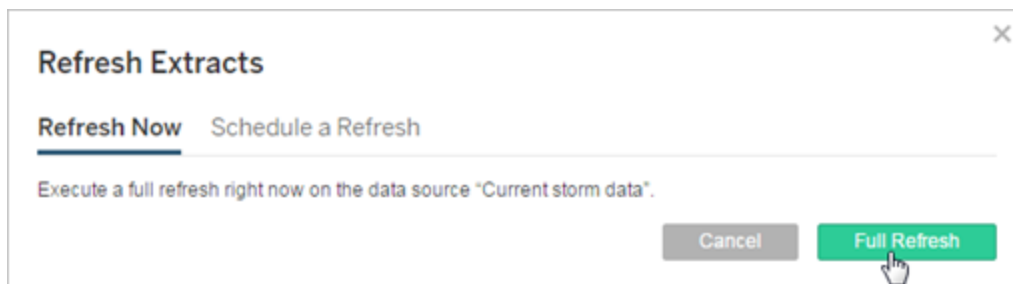 Refresh Extracts
Refresh Now Schedule a Refresh
Execute a full refresh right now on the data source "Current storm data".
Cancel Full Refresh